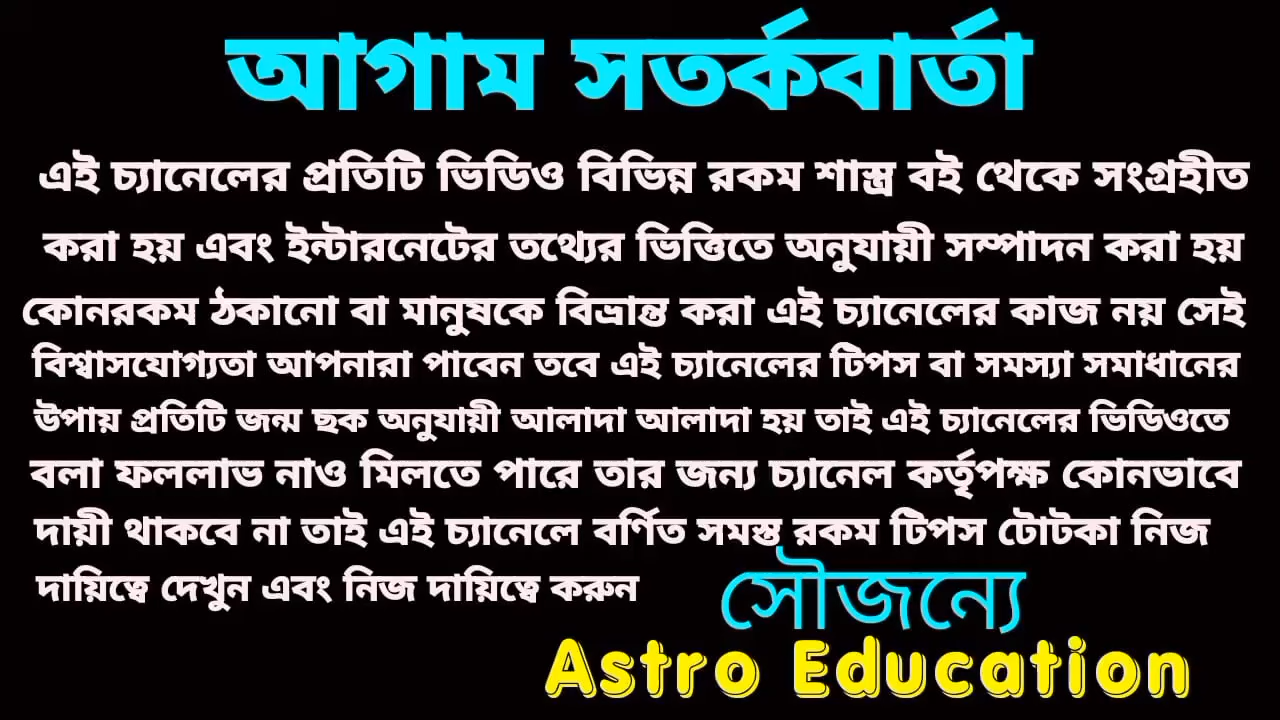 আগাম সতর্কবার্তা
এই চ্যানেলের প্রতিটি ভিডিও বিভিন্ন রকম শাস্ত্র বই থেকে সংগ্রহীত
করা হয় এবং ইন্টারনেটের তথ্যের ভিত্তিতে অনুযায়ী সম্পাদন করা হয়
কোনরকম ঠকানো বা মানুষকে বিভ্রান্ত করা এই চ্যানেলের কাজ নয় সেই
বিশ্বাসযোগ্যতা আপনারা পাবেন তবে এই চ্যানেলের টিপস বা সমস্যা সমাধানের
উপায় প্রতিটি জন্ম ছক অনুযায়ী আলাদা আলাদা হয় তাই এই চ্যানেলের ভিডিওতে
বলা ফললাভ নাও মিলতে পারে তার জন্য চ্যানেল কর্তৃপক্ষ কোনভাবে
দায়ী থাকবে না তাই এই চ্যানেলে বর্ণিত সমস্ত রকম টিপস টোটকা নিজ
দায়িত্বে দেখুন এবং নিজ দায়িত্বে করুন
সৌজন্যে
Astro Education